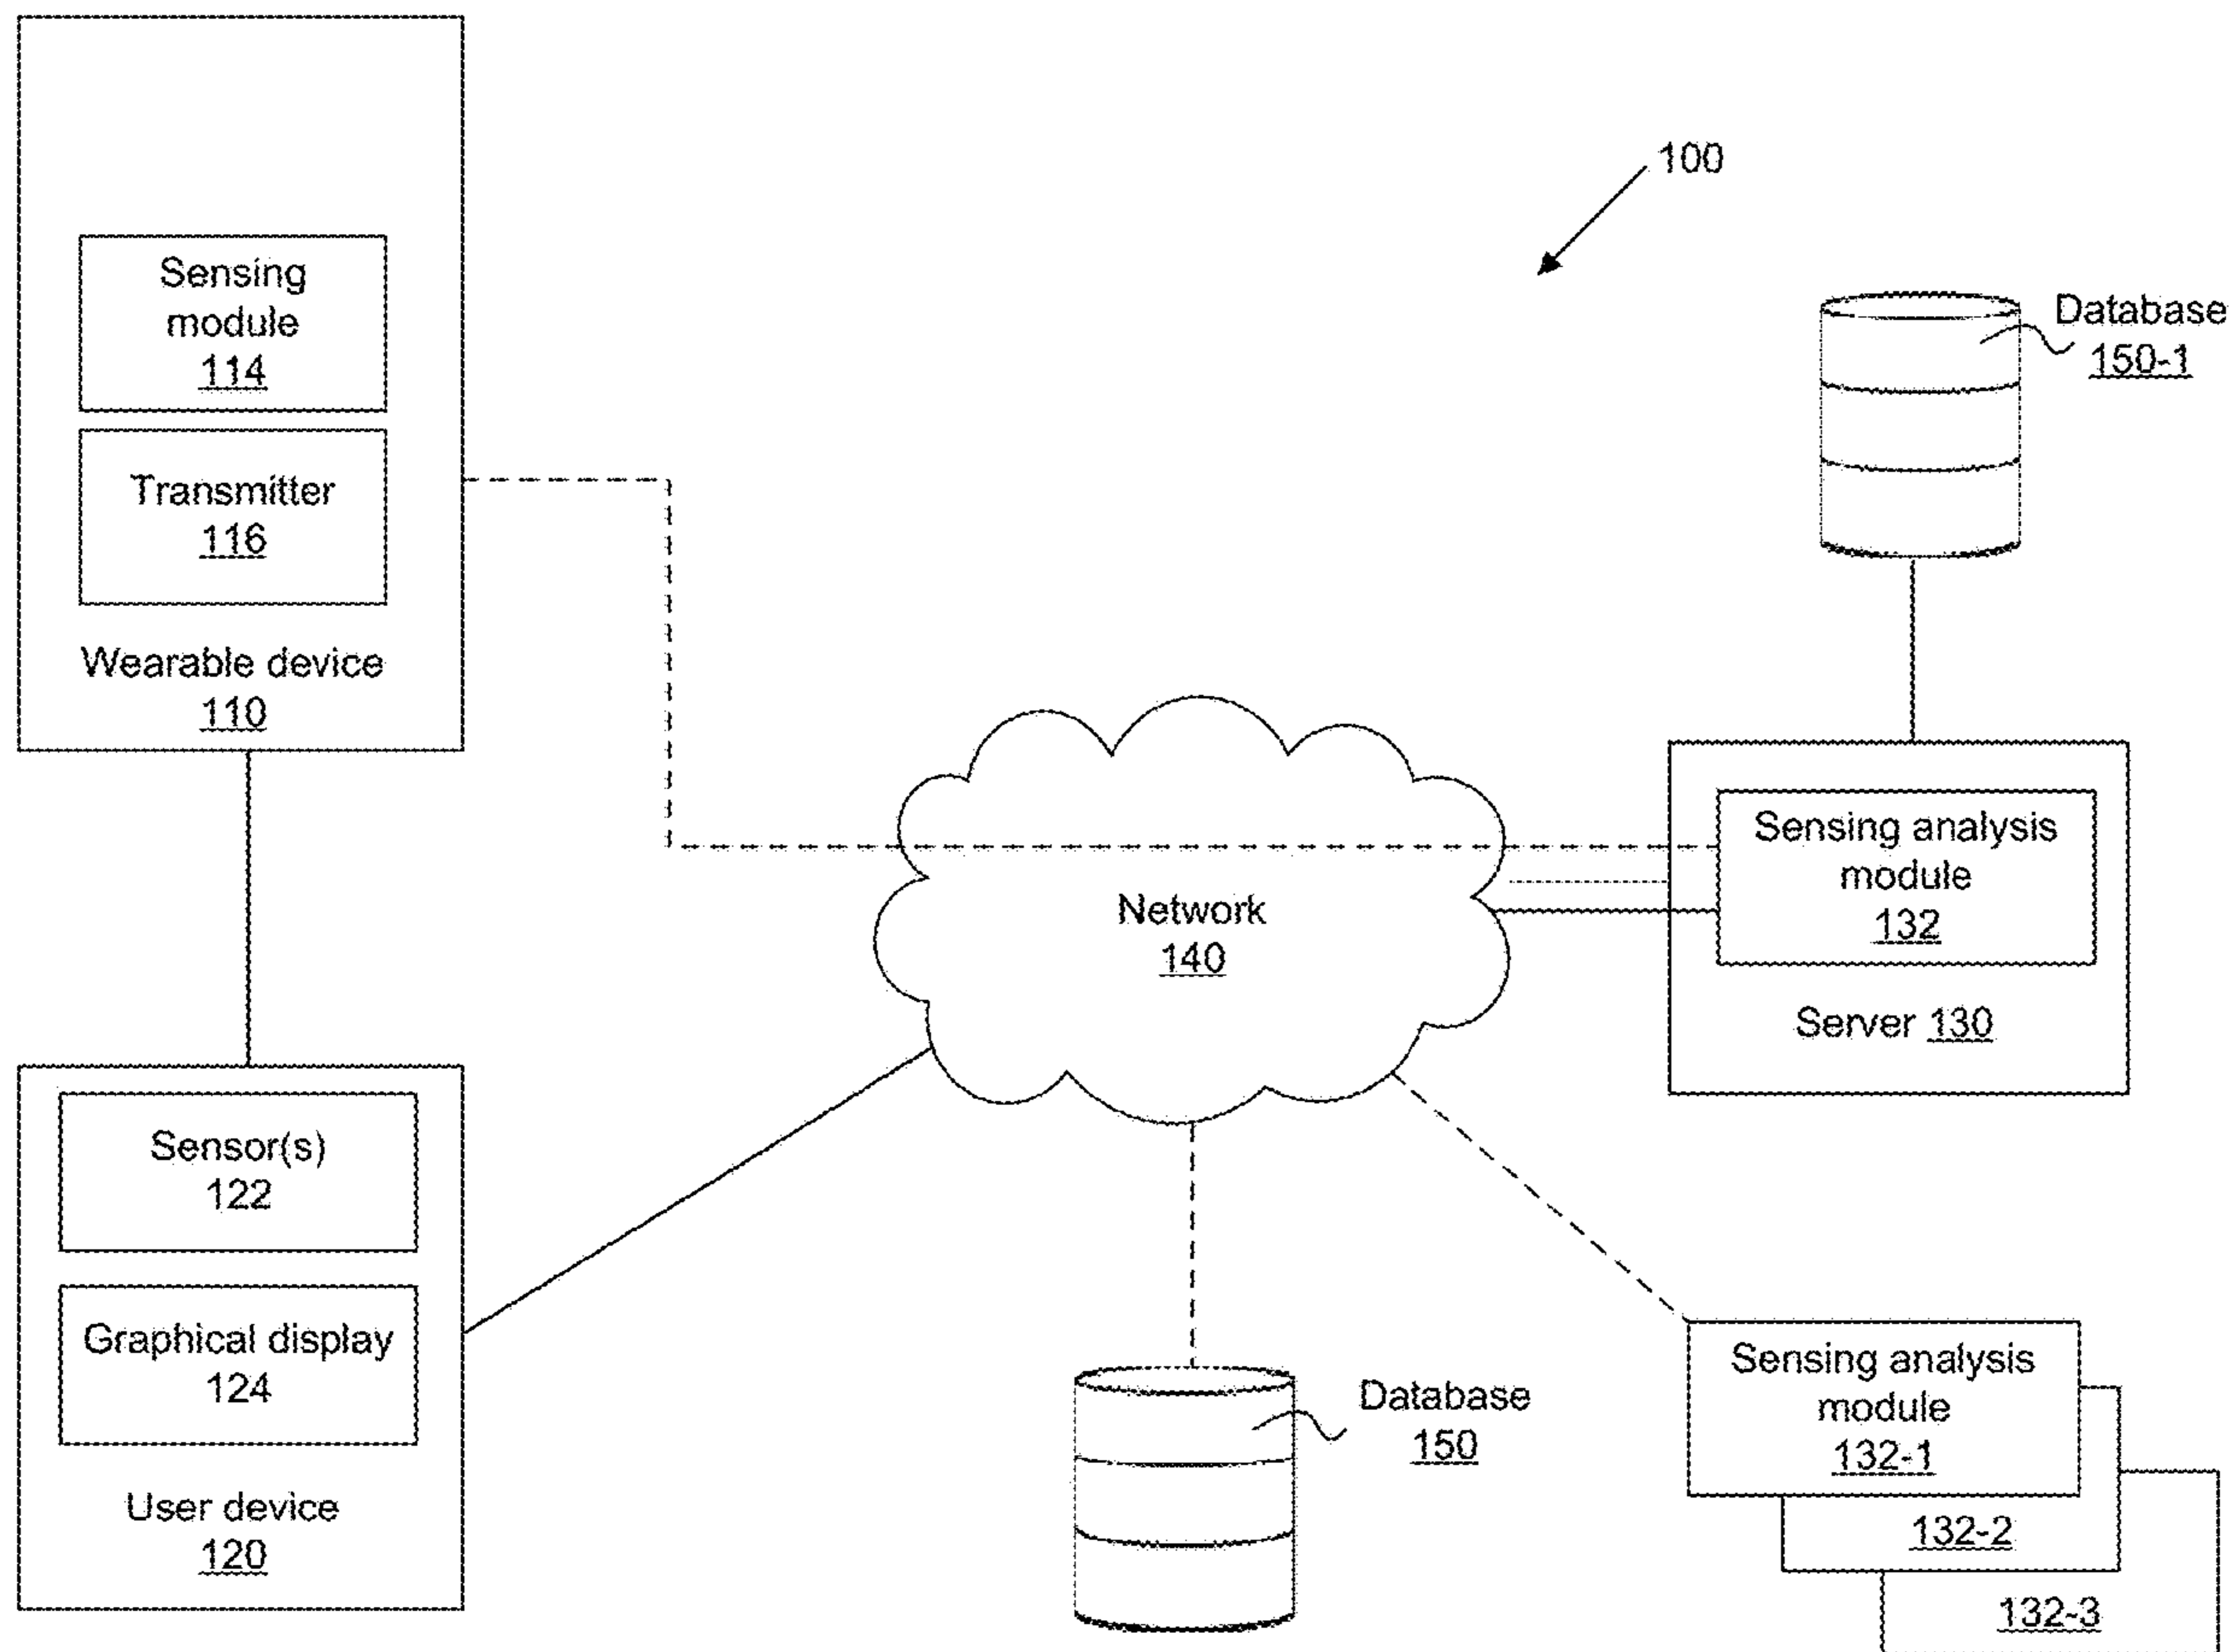 100
Sensing
module
114
Transmitter
116
Wearable device
110
Database
150-1
Sensing analysis
module
132
Server 130
Network
140
Sensor(s)
122
Graphical display
124
User device
120
Database
150
Sensing analysis
module
132-1
132-2
132-3